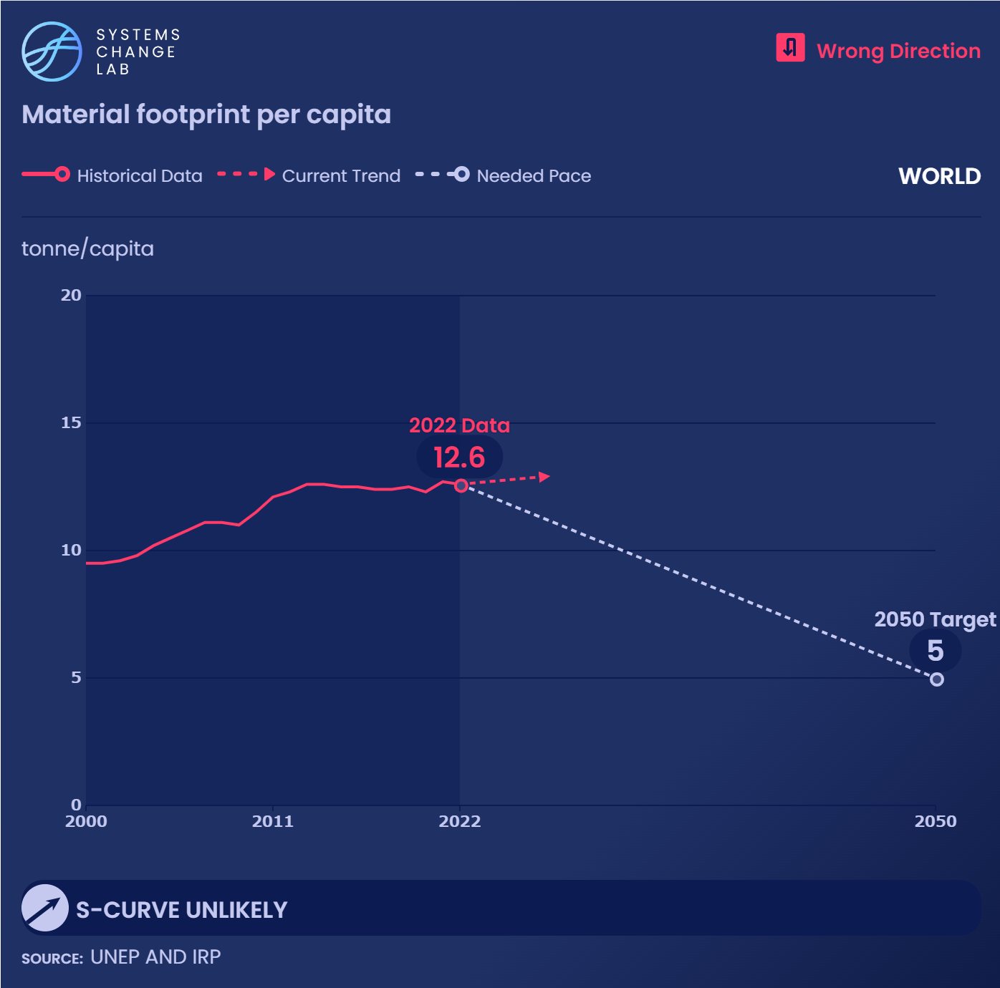 SYSTEMS
CHANGE
LAB
Wrong Direction
Material footprint per capita
Historical Data
Current Trend
Needed Pace
WORLD
tonne/capita
20
15
10
5
0
2022 Data
12.6
2050 Target
5
2000
2011
2022
2050
S-CURVE UNLIKELY
SOURCE: UNEP AND IRP